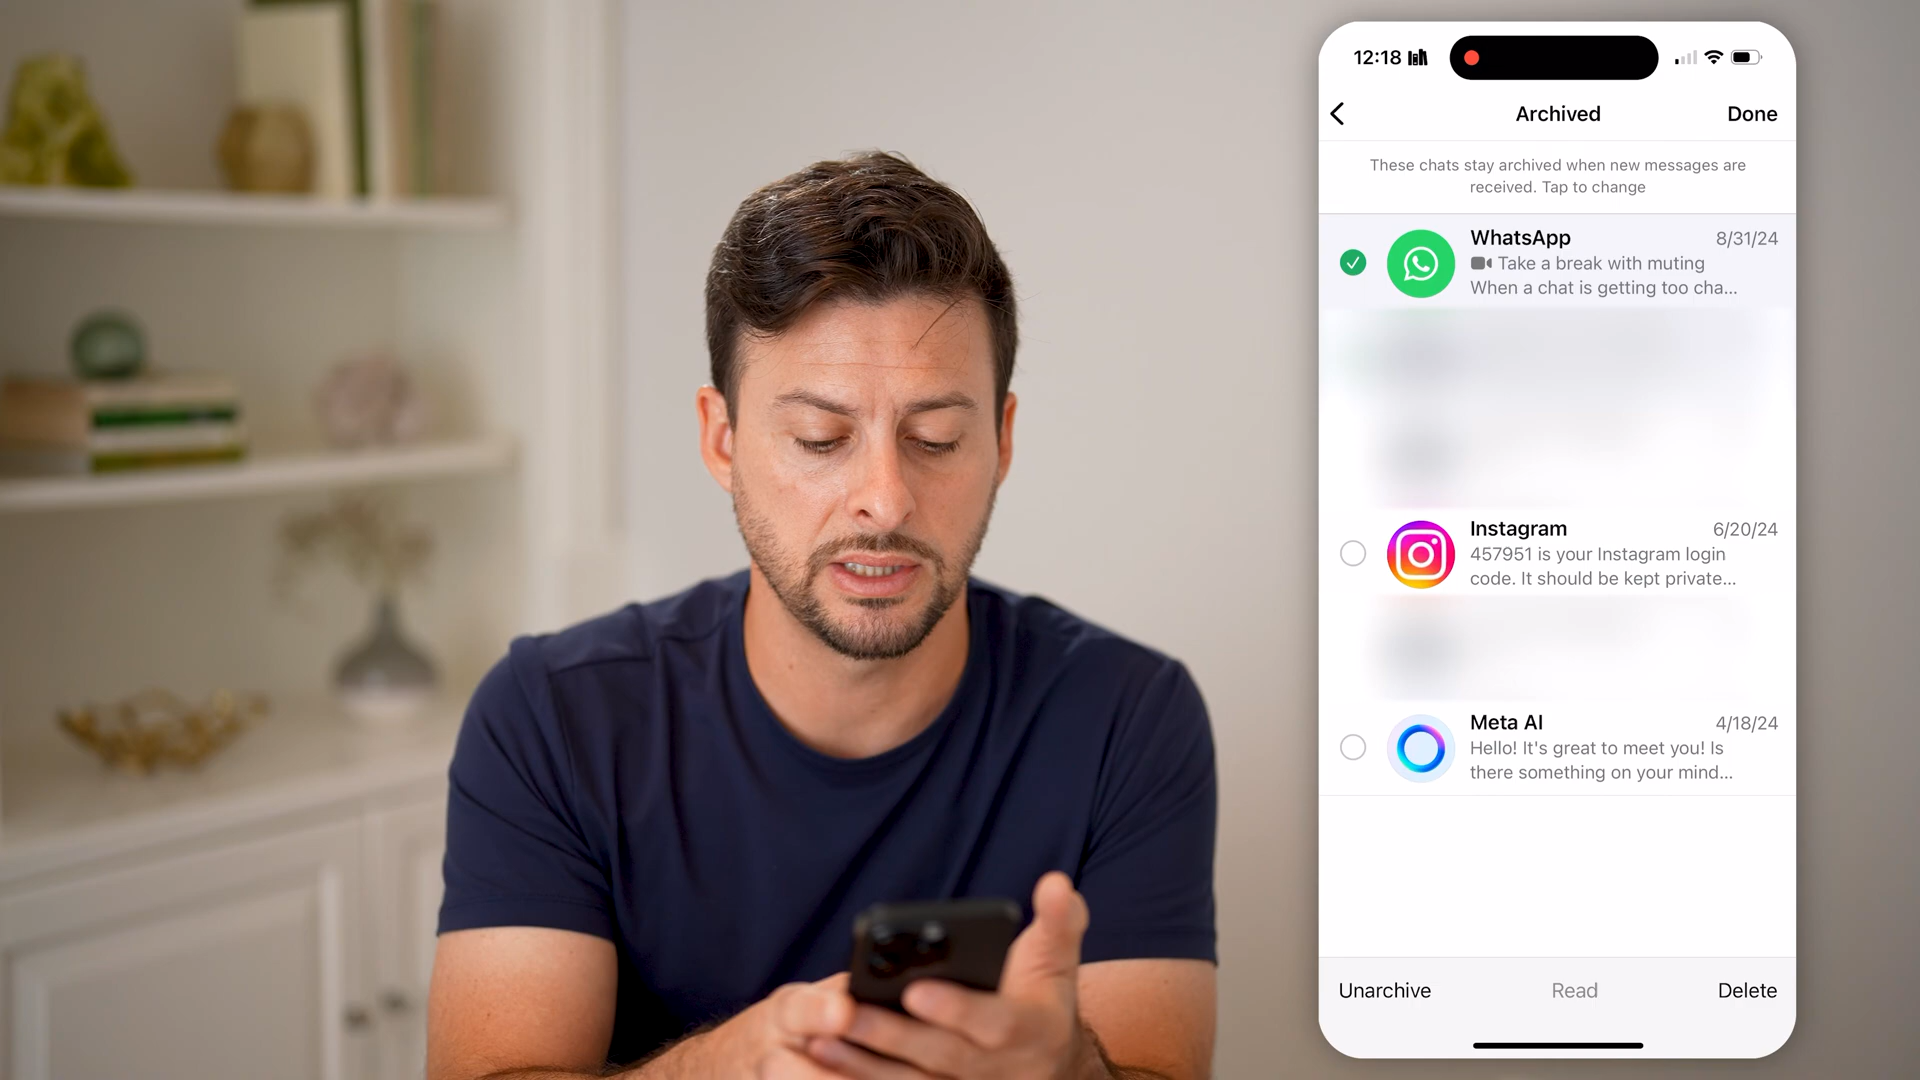 12:18
Archived
Done
These chats stay archived when new messages are
received. Tap to change
WhatsApp
8/31/24
Take a break with muting
When a chat is getting too cha...
Instagram
6/20/24
457951 is your Instagram login
code. It should be kept private...
Meta AI
4/18/24
Hello! It's great to meet you! Is
there something on your mind...
Unarchive
Read
Delete